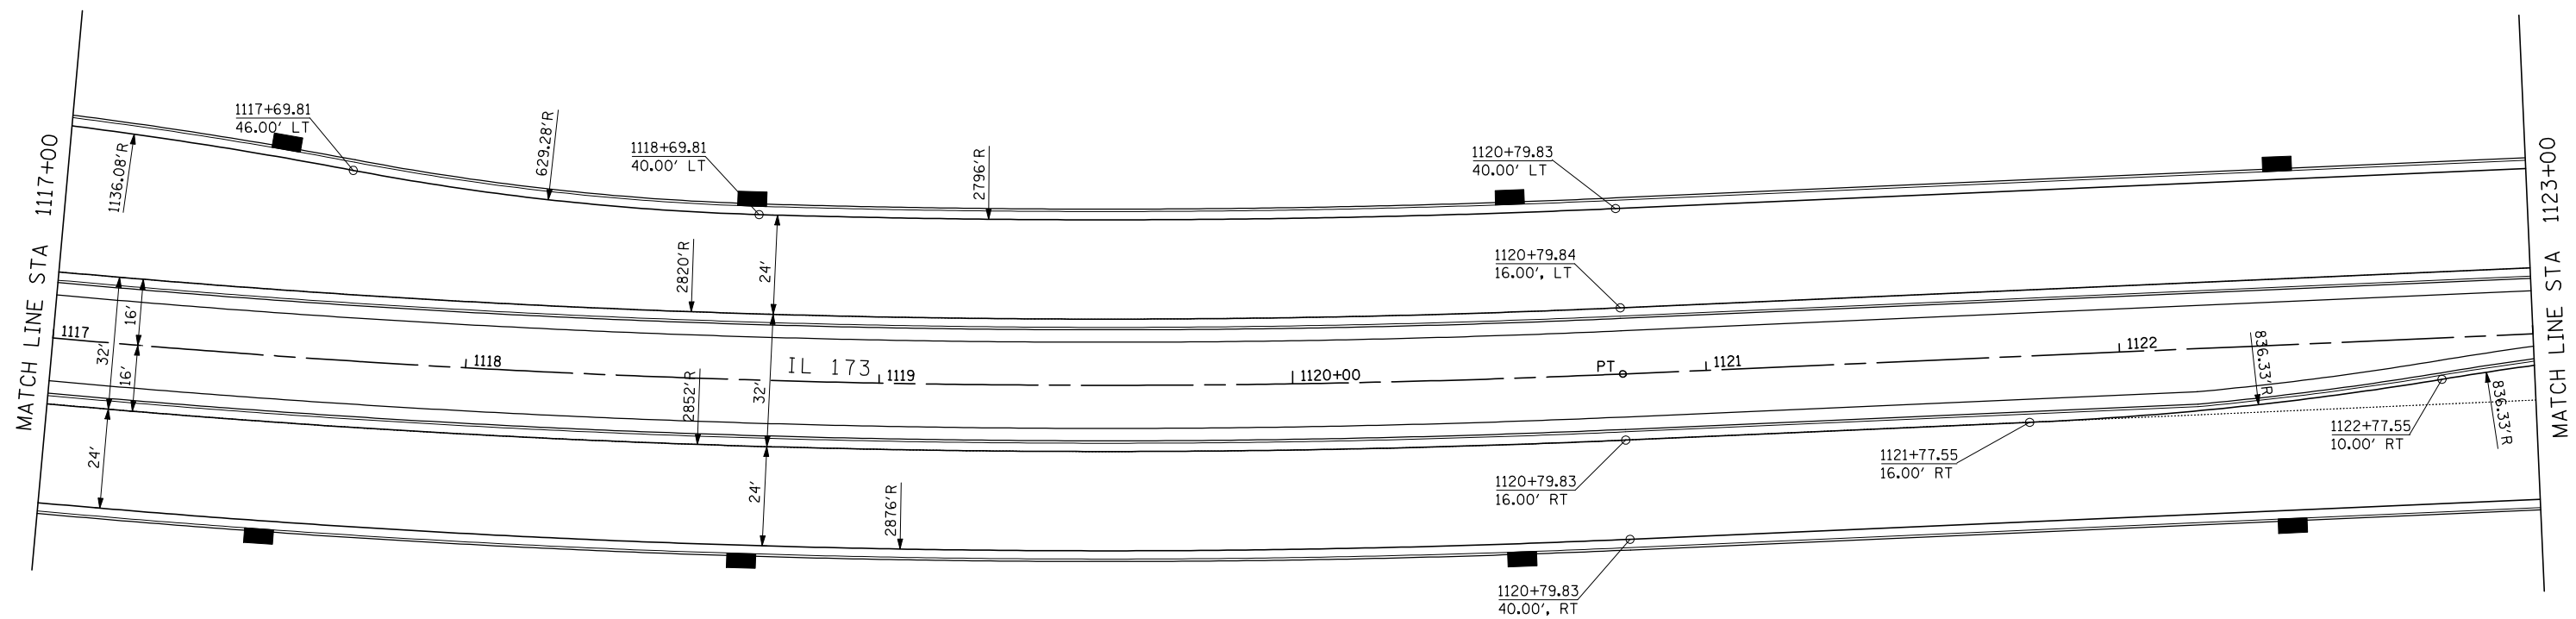 MATCH LINE STA 1117+00
1136.08'R
1117+69.81
46.00' LT
629.28'R
1118+69.81
40.00' LT
2796'R
1120+79.83
40.00' LT
MATCH LINE STA 1123+00
2820'R
24'
1120+79.84
16.00', LT
1117
16'
32'
16'
24'
1118
IL 173
1119
32'
2852'R
1120+00
PT
1121
1122
836.33'R
836.33'R
24'
2876'R
1120+79.83
16.00' RT
1121+77.55
16.00' RT
1122+77.55
10.00' RT
1120+79.83
40.00', RT